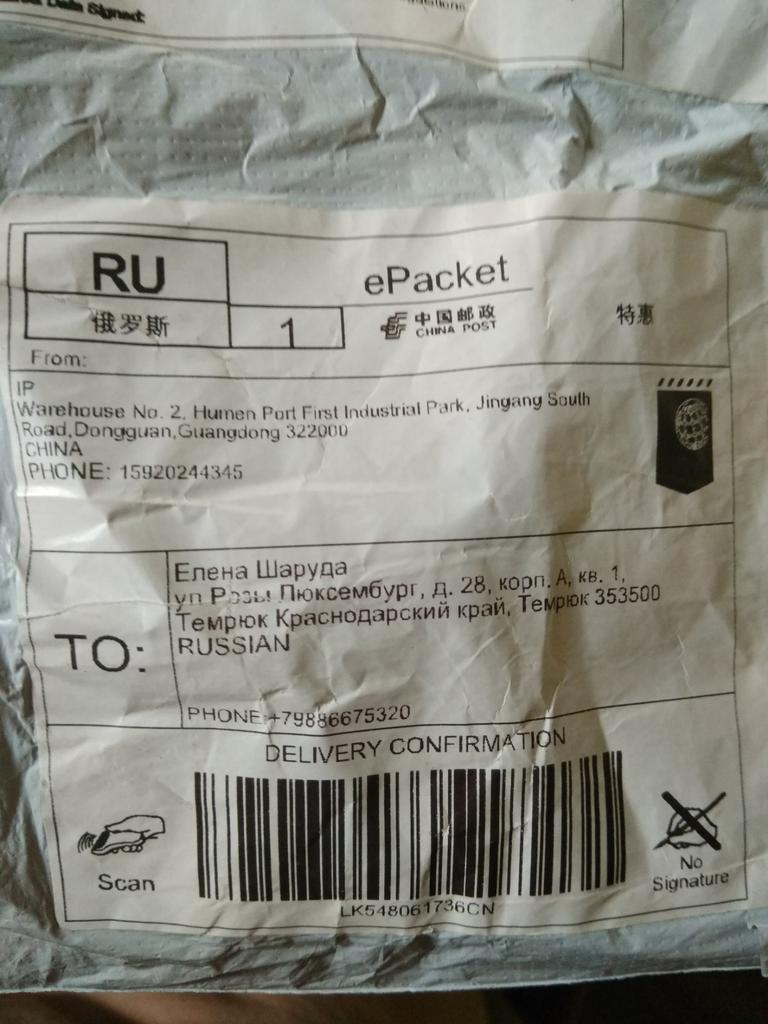 Signed:
RU
ePacket
俄罗斯
1
中国邮政
CHINA POST
特惠
From:
IP
Warehouse No. 2, Humen Port First Industrial Park, Jingang South
Road,Dongguan,Guangdong 322000
CHINA
PHONE: 15920244345
TO:
Елена Шаруда
ул Розы Люксембург, д. 28, корп. А, кв. 1,
Темрюк Краснодарский край, Темрюк 353500
RUSSIAN
PHONE:+79886675320
DELIVERY CONFIRMATION
Scan
No
Signature
LK548061736CN